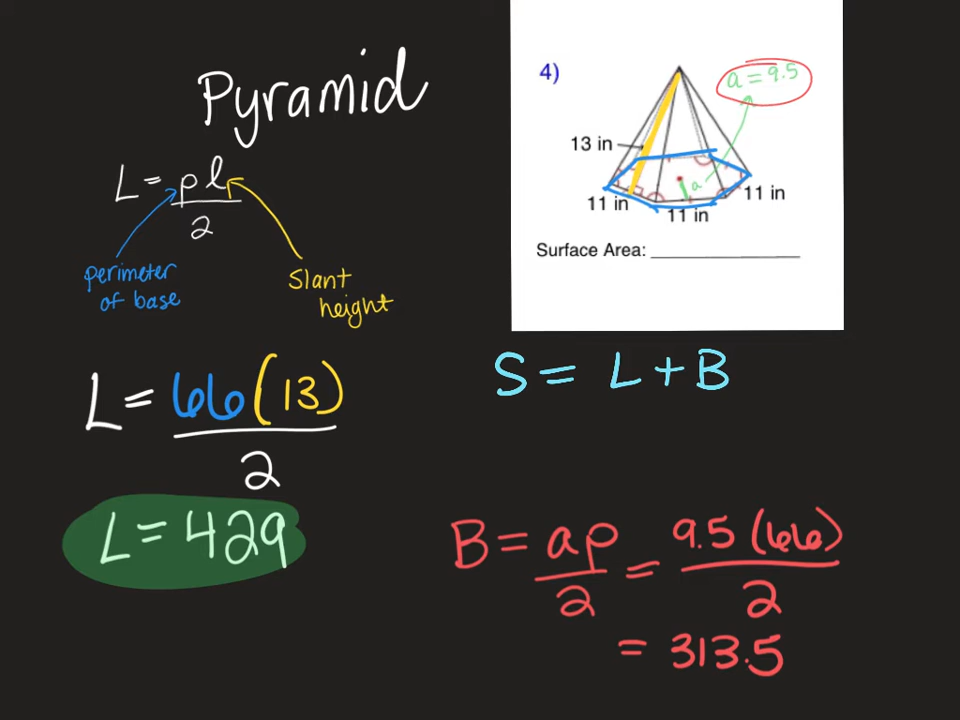 Pyramid
L = pl
2
perimeter
of base
Slant
height
L = 66(13)
2
L = 429
4)
a = 9.5
13 in
a
11 in
11 in
11 in
Surface Area:
S = L + B
B = ap = 9.5 (66)
2 2
= 313.5